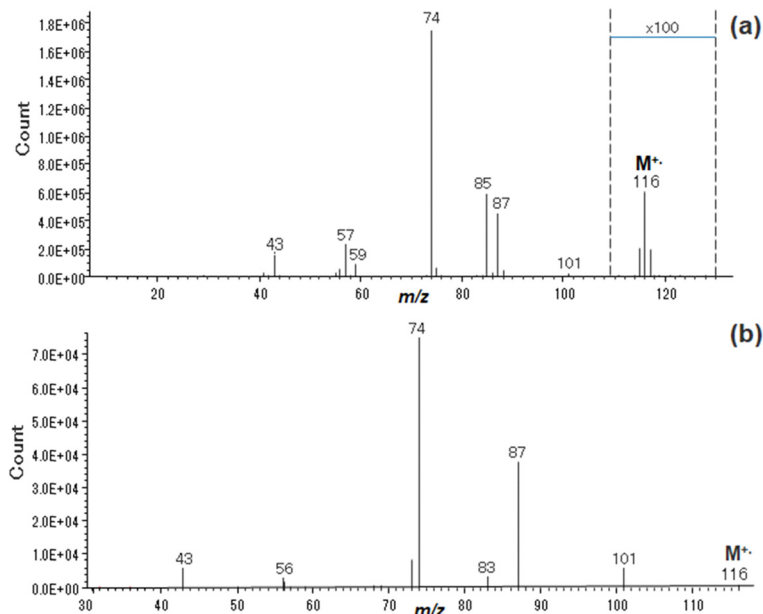 (a)
74
x100
1.8E+06
1.6E+06
1.4E+06
1.2E+06
1.0E+06
8.0E+05
6.0E+05
4.0E+05
2.0E+05
0.0E+00
Count
M+·
116
85
87
57
43
59
101
20 40 60 80 100 120
m/z
(b)
74
7.0E+04
6.0E+04
5.0E+04
4.0E+04
3.0E+04
2.0E+04
1.0E+04
0.0E+00
Count
87
M+·
43
56
83
101
116
30 40 50 60 70 80 90 100 110
m/z